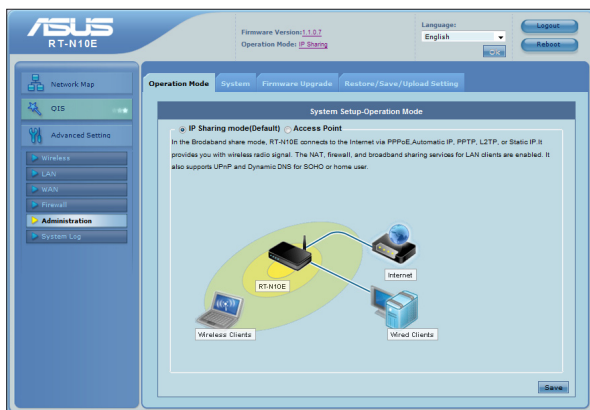 ASUS
RT-N10E
Firmware Version:1.1.0.7
Operation Mode: IP Sharing
Language:
English
OK
Logout
Reboot
Network Map
QIS
Advanced Setting
Wireless
LAN
WAN
Firewall
Administration
System Log
Operation Mode System Firmware Upgrade Restore/Save/Upload Setting
System Setup-Operation Mode
IP Sharing mode(Default) Access Point
In the Brodaband share mode, RT-N10E connects to the Internet via PPPoE,Automatic IP, PPTP, L2TP, or Static IP.It
provides you with wireless radio signal. The NAT, firewall, and broadband sharing services for LAN clients are enabled. It
also supports UPnP and Dynamic DNS for SOHO or home user.
Internet
RT-N10E
Wireless Clients
Wired Clients
Save